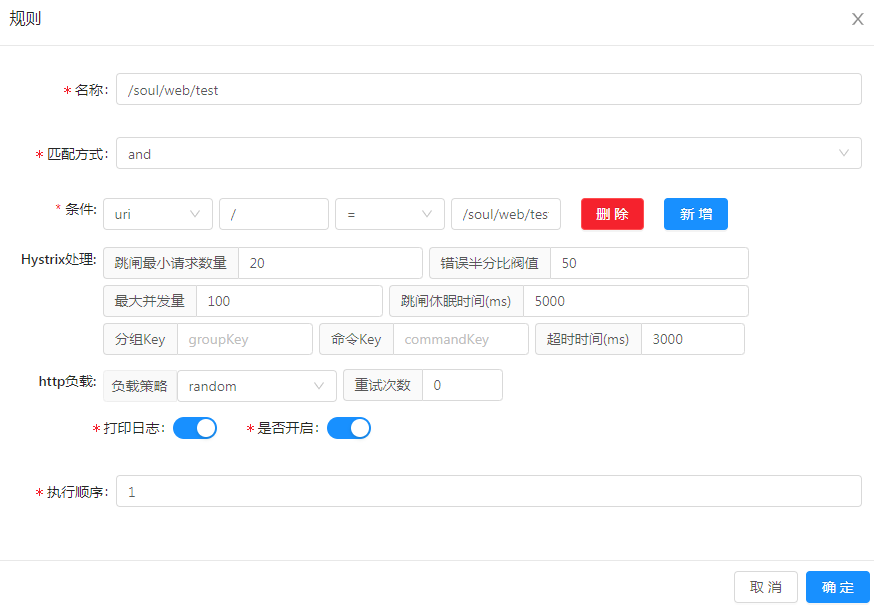 规则
* 名称: /soul/web/test
* 匹配方式: and
* 条件: uri / = /soul/web/tes 删 除 新 增
Hystrix处理: 跳闸最小请求数量 20 错误半分比阀值 50
最大并发量 100 跳闸休眠时间(ms) 5000
分组Key groupKey 命令Key commandKey 超时时间(ms) 3000
http负载: 负载策略 random 重试次数 0
* 打印日志: * 是否开启:
* 执行顺序: 1
取 消 确 定